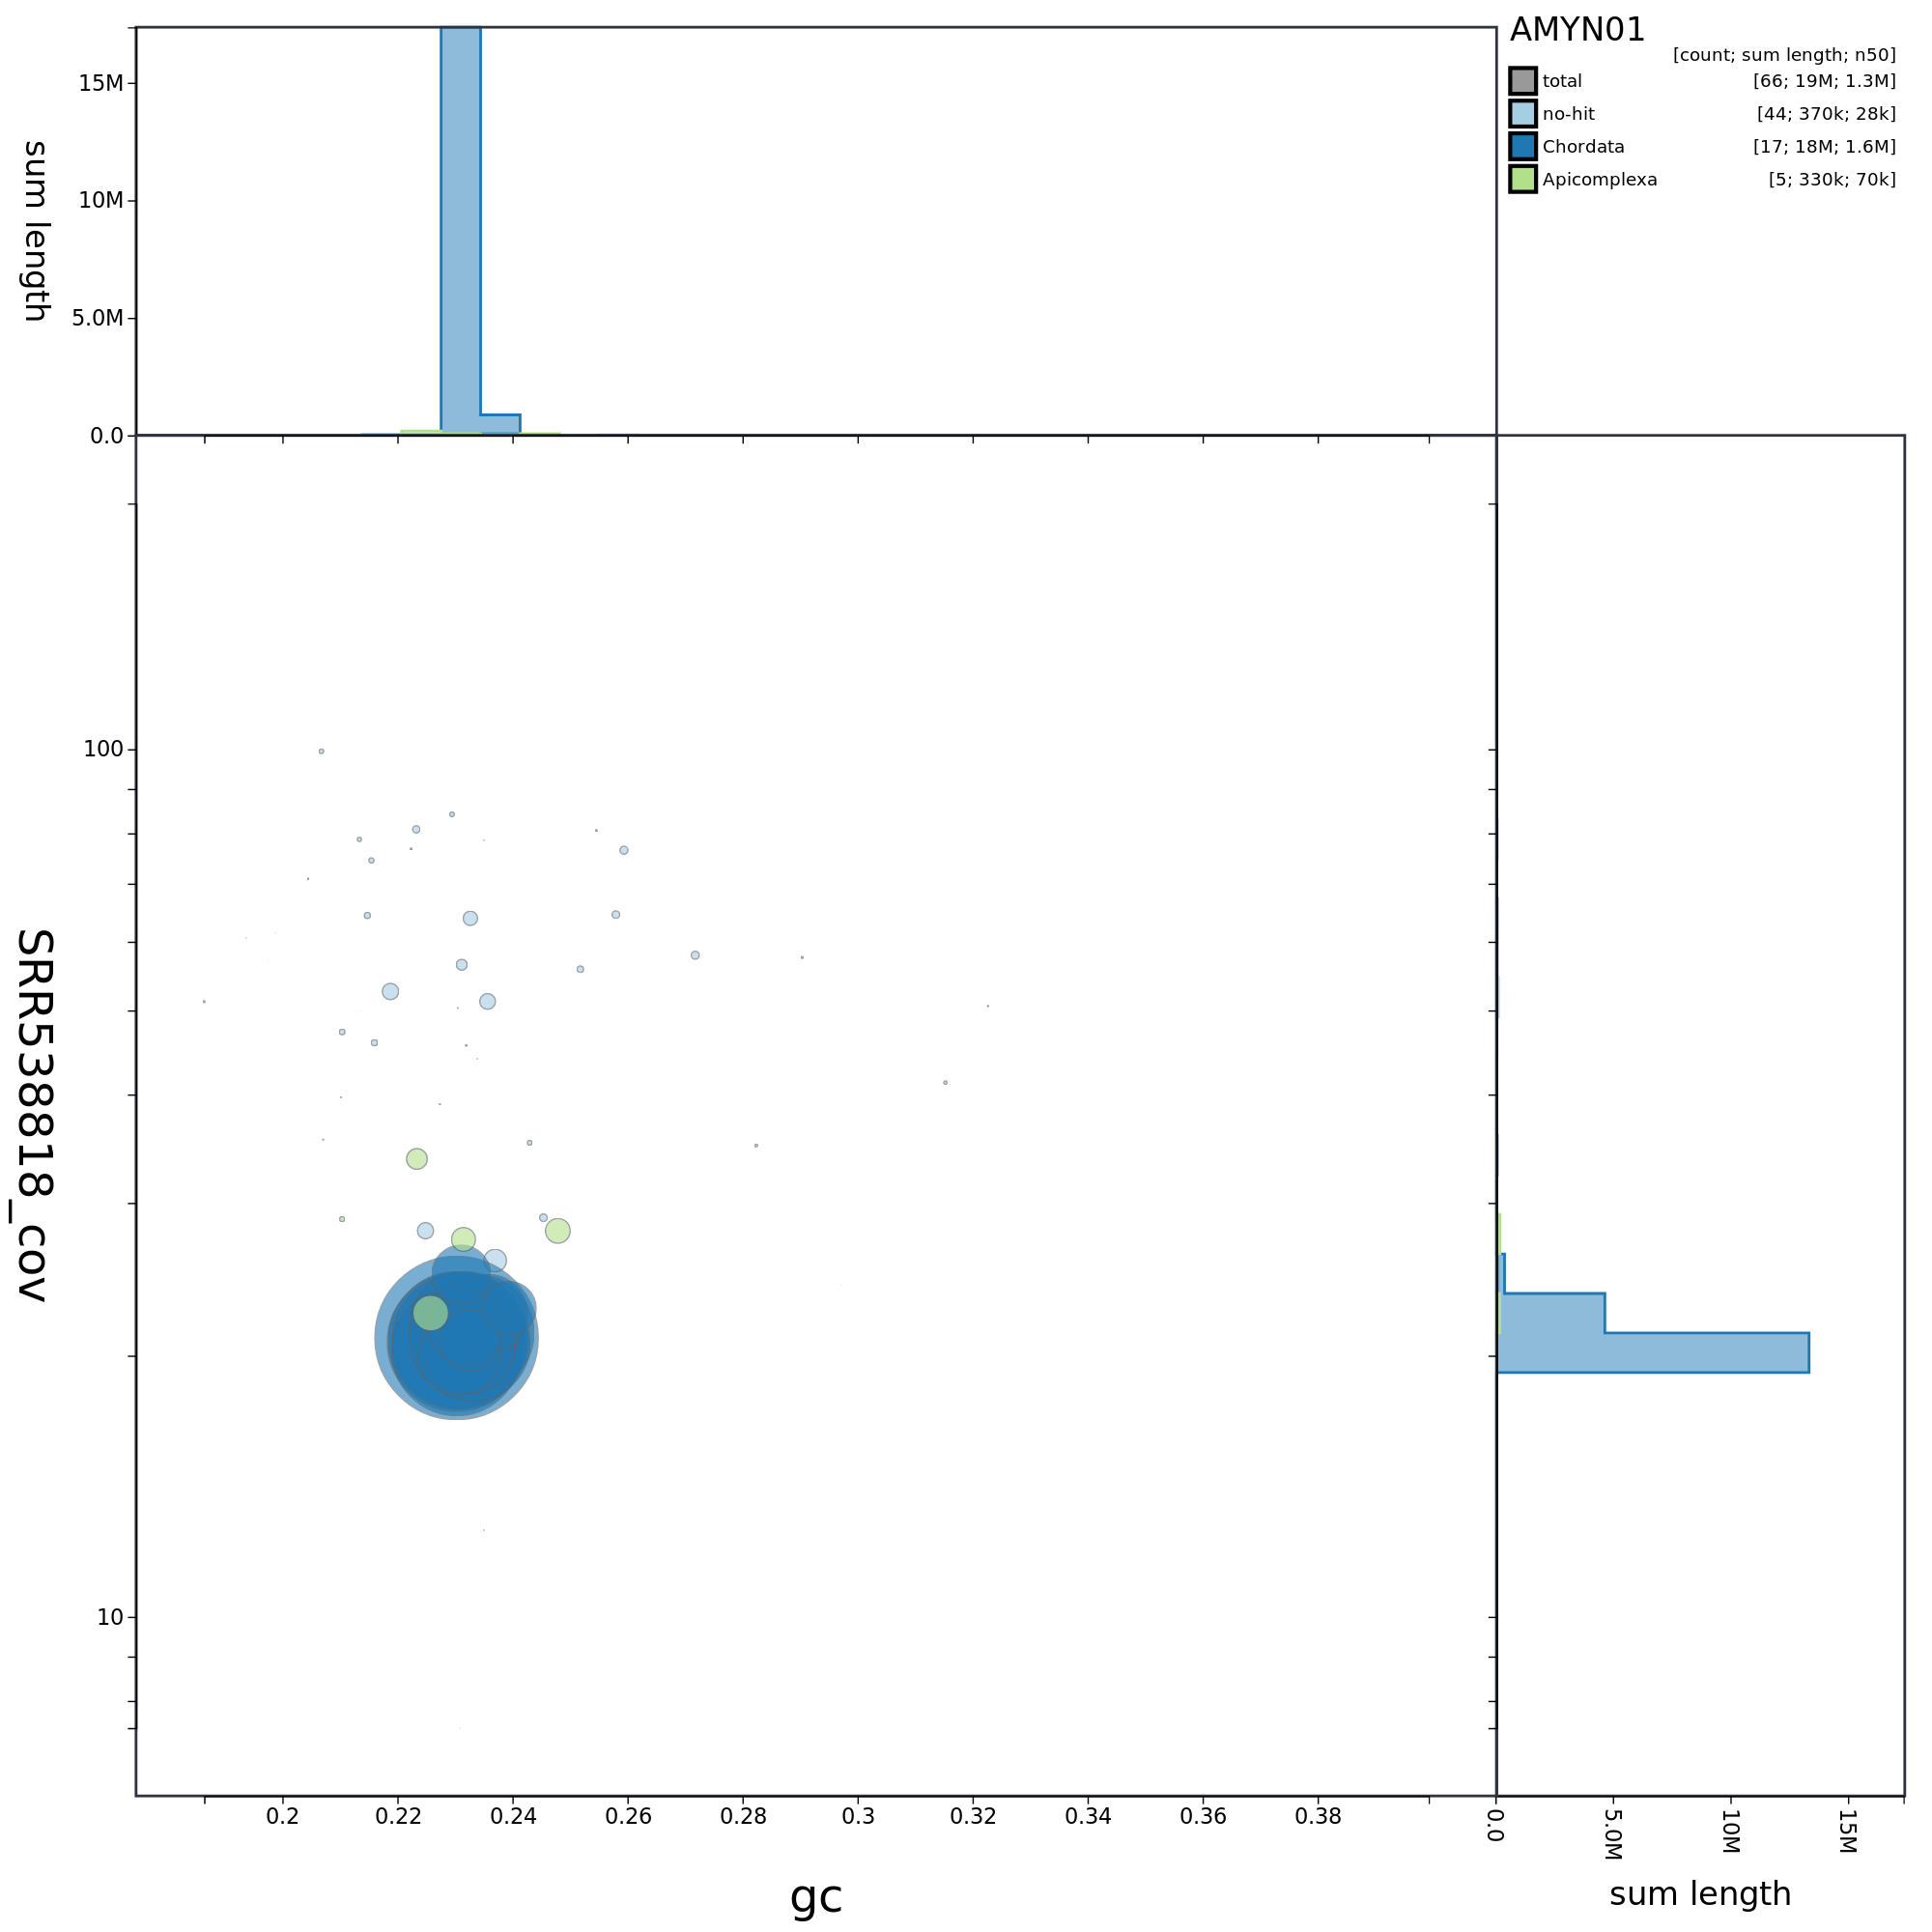 AMYN01
[count; sum length; n50]
total [66; 19M; 1.3M]
no-hit [44; 370k; 28k]
Chordata [17; 18M; 1.6M]
Apicomplexa [5; 330k; 70k]
sum length
15M
10M
5.0M
0.0
SRR538818_cov
100
10
0.2 0.22 0.24 0.26 0.28 0.3 0.32 0.34 0.36 0.38
gc
0.0 5.0M 10M 15M
sum length